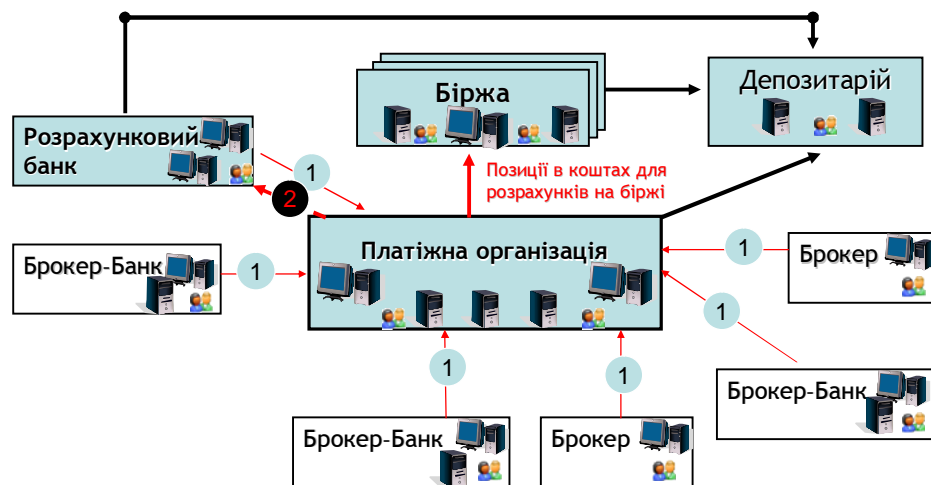 Біржа
Депозитарій
Розрахунковий
банк
1
Позиції в коштах для
розрахунків на біржі
2
Платіжна організація
Брокер-Банк
1
1
Брокер
1
1
1
Брокер-Банк
Брокер-Банк
Брокер